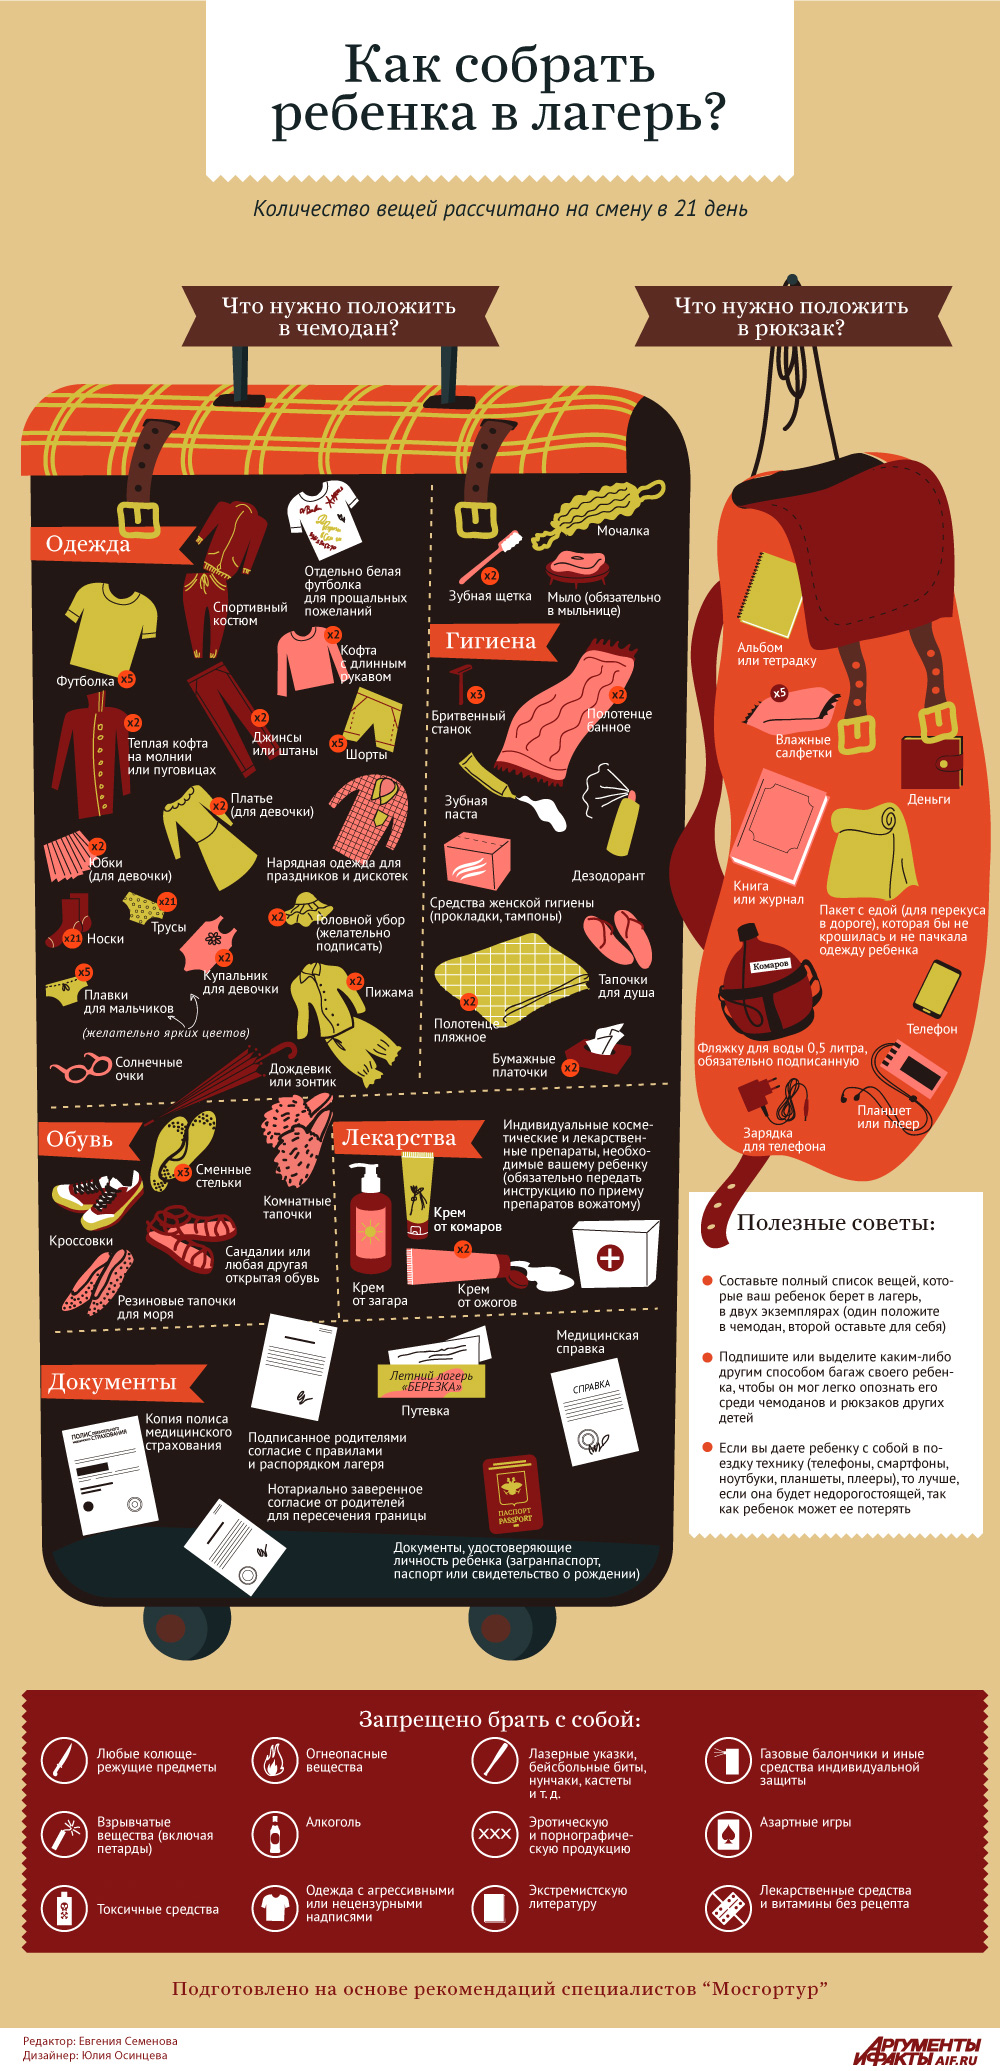 Как собрать
ребенка в лагерь?
Количество вещей рассчитано на смену в 21 день
Что нужно положить
в чемодан?
Что нужно положить
в рюкзак?
Одежда
Отдельно белая
футболка
для прощальных
пожеланий
Спортивный
костюм
Футболка
x5
x2
Кофта
с длинным
рукавом
x2
Теплая кофта
на молнии
или пуговицах
x2
Джинсы
или штаны
x5
Шорты
x2
Платье
(для девочки)
x2
Юбки
(для девочки)
Нарядная одежда для
праздников и дискотек
x21
Носки
x21
Трусы
x2
Головной убор
(желательно
подписать)
x2
Купальник
для девочки
x5
Плавки
для мальчиков
(желательно ярких цветов)
x2
Пижама
Солнечные
очки
Дождевик
или зонтик
Мочалка
x2
Зубная щетка
Мыло (обязательно
в мыльнице)
Гигиена
x3
Бритвенный
станок
x2
Полотенце
банное
Зубная
паста
Дезодорант
Средства женской гигиены
(прокладки, тампоны)
Тапочки
для душа
x2
Полотенце
пляжное
Бумажные
платочки
x2
Обувь
x3
Сменные
стельки
Комнатные
тапочки
Кроссовки
Сандалии или
любая другая
открытая обувь
Резиновые тапочки
для моря
Лекарства
Индивидуальные косме-
тические и лекарствен-
ные препараты, необхо-
димые вашему ребенку
(обязательно передать
инструкцию по приему
препаратов вожатому)
Крем
от комаров
Крем
от загара
x2
Крем
от ожогов
Документы
Медицинская
справка
СПРАВКА
Летний лагерь
«БЕРЕЗКА»
Путевка
ПОЛИС
СТРАХОВАНИЯ
Копия полиса
медицинского
страхования
Подписанное родителями
согласие с правилами
и распорядком лагеря
Нотариально заверенное
согласие от родителей
для пересечения границы
ПАСПОРТ
PASSPORT
Документы, удостоверяющие
личность ребенка (загранпаспорт,
паспорт или свидетельство о рождении)
Альбом
или тетрадку
x5
Влажные
салфетки
Деньги
Книга
или журнал
Пакет с едой (для перекуса
в дороге), которая бы не
крошилась и не пачкала
одежду ребенка
Комаров
Фляжку для воды 0,5 литра,
обязательно подписанную
Телефон
Зарядка
для телефона
Планшет
или плеер
Полезные советы:
Составьте полный список вещей, кото-
рые ваш ребенок берет в лагерь,
в двух экземплярах (один положите
в чемодан, второй оставьте для себя)
Подпишите или выделите каким-либо
другим способом багаж своего ребен-
ка, чтобы он мог легко опознать его
среди чемоданов и рюкзаков других
детей
Если вы даете ребенку с собой в по-
ездку технику (телефоны, смартфоны,
ноутбуки, планшеты, плееры), то лучше,
если она будет недорогостоящей, так
как ребенок может ее потерять
Запрещено брать с собой:
Любые колюще-
режущие предметы
Огнеопасные
вещества
Лазерные указки,
бейсбольные биты,
нунчаки, кастеты
и т. д.
Газовые балончики и иные
средства индивидуальной
защиты
Взрывчатые
вещества (включая
петарды)
Алкоголь
XXX
Эротическую
и порнографиче-
скую продукцию
Азартные игры
Токсичные средства
Одежда с агрессивными
или нецензурными
надписями
Экстремистскую
литературу
Лекарственные средства
и витамины без рецепта
Подготовлено на основе рекомендаций специалистов “Мосгортур”
Редактор: Евгения Семенова
Дизайнер: Юлия Осинцева
АРГУМЕНТЫ
И ФАКТЫ AIF.RU